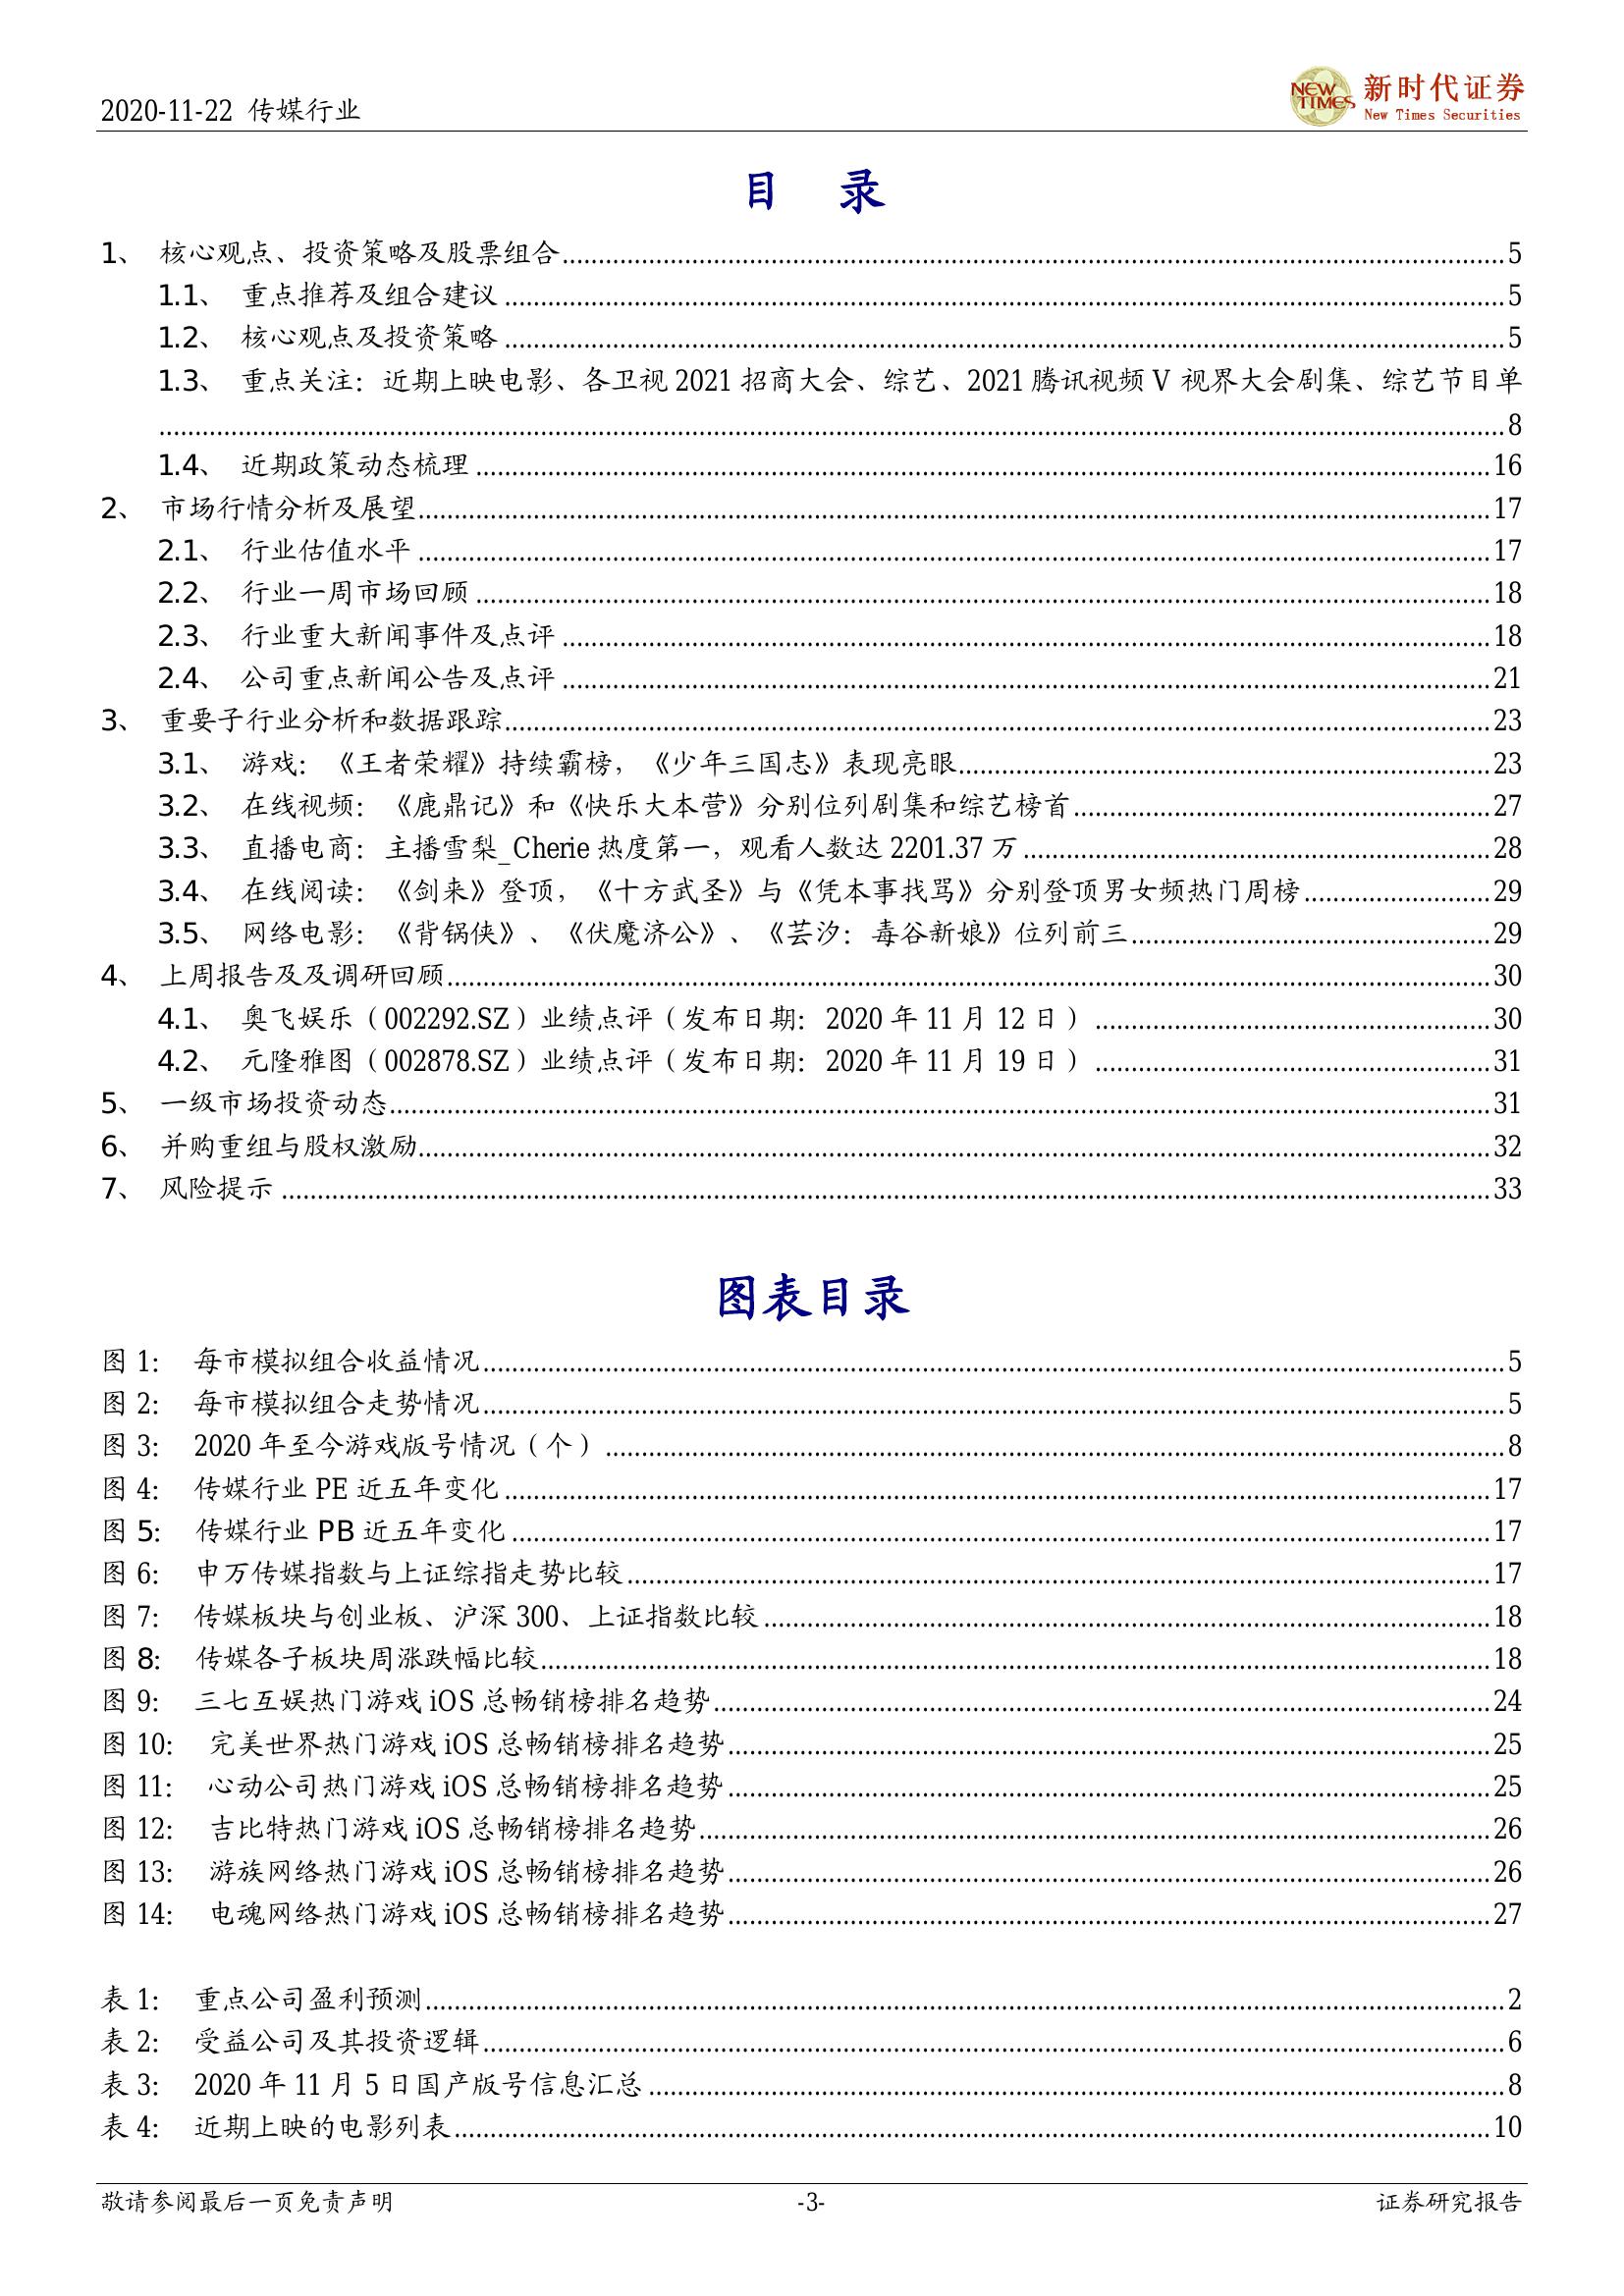 2020-11-22 传媒行业
NEW TIMES 新时代证券
New Times Securities
目 录
1、 核心观点、投资策略及股票组合 5
1.1、 重点推荐及组合建议 5
1.2、 核心观点及投资策略 5
1.3、 重点关注：近期上映电影、各卫视 2021 招商大会、综艺、2021 腾讯视频 V 视界大会剧集、综艺节目单
8
1.4、 近期政策动态梳理 16
2、 市场行情分析及展望 17
2.1、 行业估值水平 17
2.2、 行业一周市场回顾 18
2.3、 行业重大新闻事件及点评 18
2.4、 公司重点新闻公告及点评 21
3、 重要子行业分析和数据跟踪 23
3.1、 游戏：《王者荣耀》持续霸榜，《少年三国志》表现亮眼 23
3.2、 在线视频：《鹿鼎记》和《快乐大本营》分别位列剧集和综艺榜首 27
3.3、 直播电商：主播雪梨_Cherie 热度第一，观看人数达 2201.37 万 28
3.4、 在线阅读：《剑来》登顶，《十方武圣》与《凭本事找骂》分别登顶男女频热门周榜 29
3.5、 网络电影：《背锅侠》、《伏魔济公》、《芸汐：毒谷新娘》位列前三 29
4、 上周报告及及调研回顾 30
4.1、 奥飞娱乐（002292.SZ）业绩点评（发布日期：2020 年 11 月 12 日） 30
4.2、 元隆雅图（002878.SZ）业绩点评（发布日期：2020 年 11 月 19 日） 31
5、 一级市场投资动态 31
6、 并购重组与股权激励 32
7、 风险提示 33
图表目录
图 1： 每市模拟组合收益情况 5
图 2： 每市模拟组合走势情况 5
图 3： 2020 年至今游戏版号情况（个） 8
图 4： 传媒行业 PE 近五年变化 17
图 5： 传媒行业 PB 近五年变化 17
图 6： 申万传媒指数与上证综指走势比较 17
图 7： 传媒板块与创业板、沪深 300、上证指数比较 18
图 8： 传媒各子板块周涨跌幅比较 18
图 9： 三七互娱热门游戏 iOS 总畅销榜排名趋势 24
图 10： 完美世界热门游戏 iOS 总畅销榜排名趋势 25
图 11： 心动公司热门游戏 iOS 总畅销榜排名趋势 25
图 12： 吉比特热门游戏 iOS 总畅销榜排名趋势 26
图 13： 游族网络热门游戏 iOS 总畅销榜排名趋势 26
图 14： 电魂网络热门游戏 iOS 总畅销榜排名趋势 27
表 1： 重点公司盈利预测 2
表 2： 受益公司及其投资逻辑 6
表 3： 2020 年 11 月 5 日国产版号信息汇总 8
表 4： 近期上映的电影列表 10
敬请参阅最后一页免责声明 -3- 证券研究报告